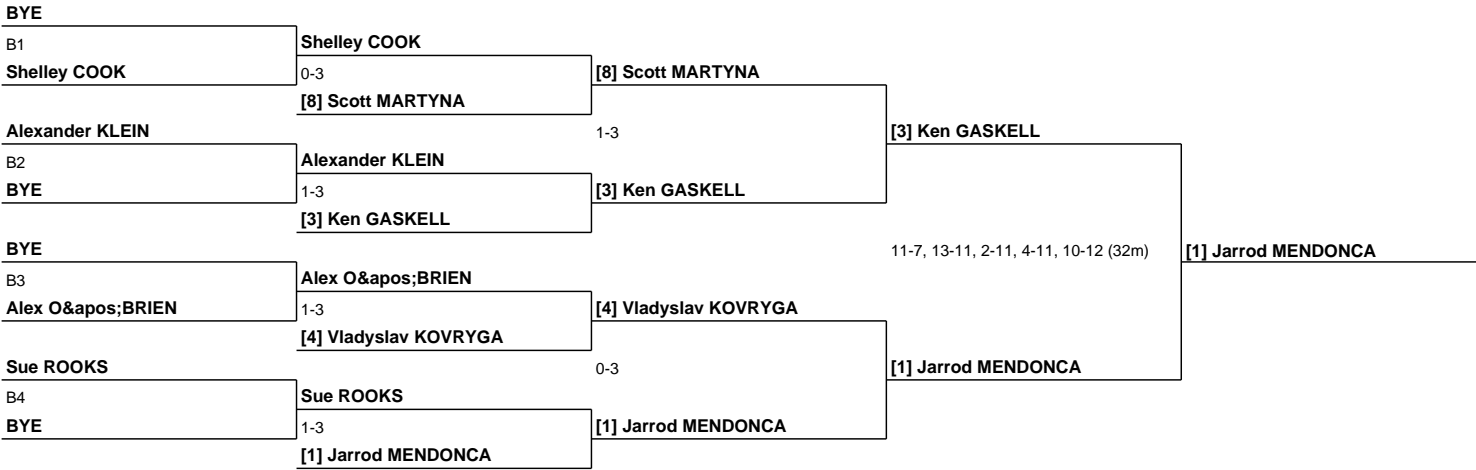 BYE
B1
Shelley COOK
Shelley COOK
0-3
[8] Scott MARTYNA
[8] Scott MARTYNA
Alexander KLEIN
1-3
[3] Ken GASKELL
B2
Alexander KLEIN
BYE
1-3
[3] Ken GASKELL
[3] Ken GASKELL
BYE
11-7, 13-11, 2-11, 4-11, 10-12 (32m)
[1] Jarrod MENDONCA
B3
Alex O&apos;BRIEN
Alex O&apos;BRIEN
1-3
[4] Vladyslav KOVRYGA
[4] Vladyslav KOVRYGA
Sue ROOKS
0-3
[1] Jarrod MENDONCA
B4
Sue ROOKS
BYE
1-3
[1] Jarrod MENDONCA
[1] Jarrod MENDONCA